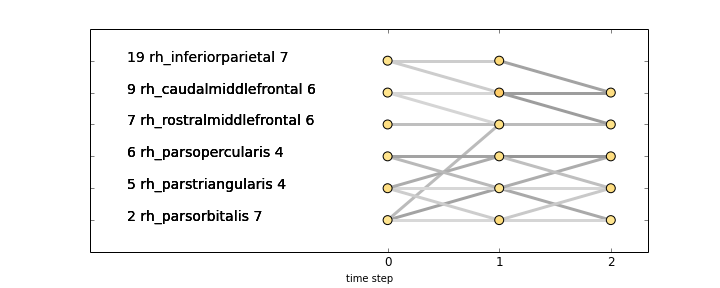 19 rh_inferiorparietal 7
9 rh_caudalmiddlefrontal 6
7 rh_rostralmiddlefrontal 6
6 rh_parsopercularis 4
5 rh_parstriangularis 4
2 rh_parsorbitalis 7
0 1 2
time step